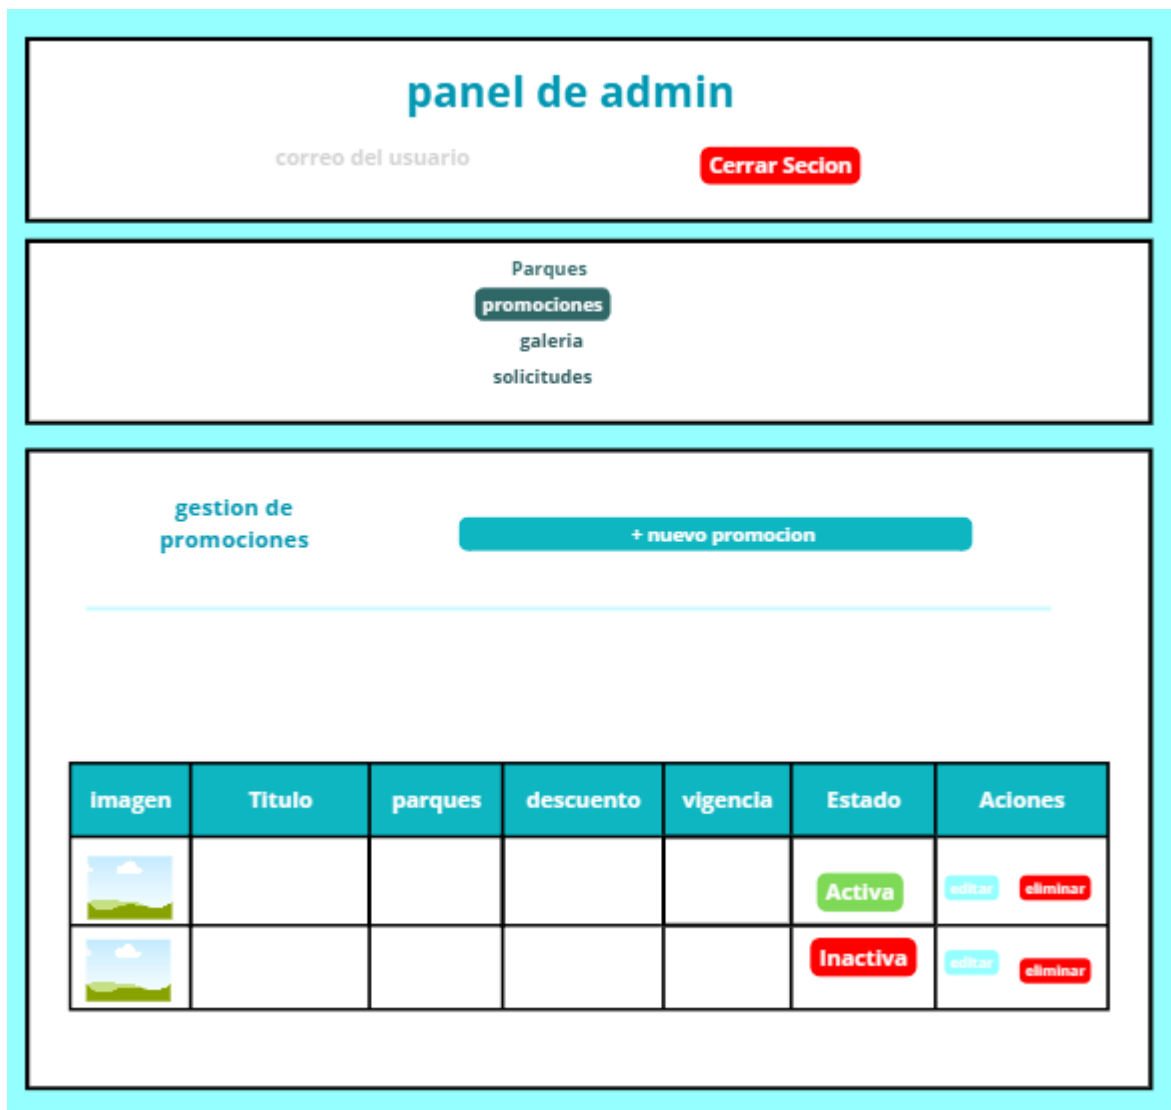 panel de admin
correo del usuario
Cerrar Secion
Parques
promociones
galeria
solicitudes
gestion de
promociones
+ nuevo promocion
imagen Titulo parques descuento vigencia Estado Aciones
Activa editar eliminar
Inactiva editar eliminar